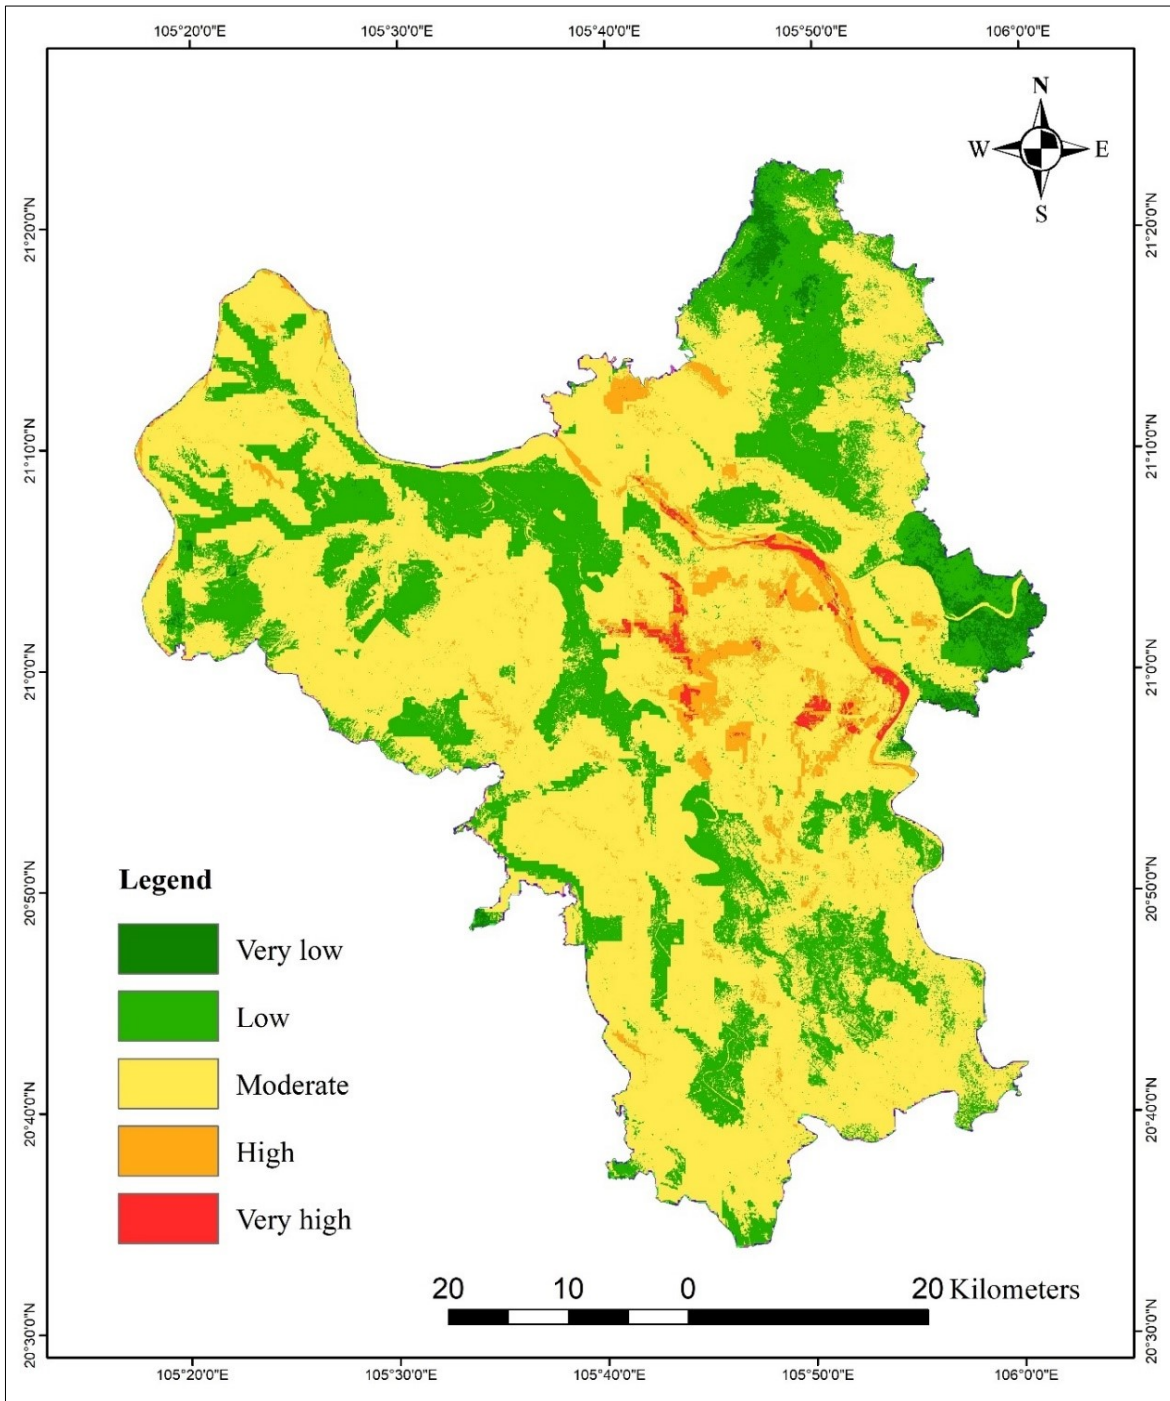 105°20'0"E 105°30'0"E 105°40'0"E 105°50'0"E 106°0'0"E
N
W E
S
21°20'0"N 21°20'0"N
21°10'0"N 21°10'0"N
21°0'0"N 21°0'0"N
20°50'0"N 20°50'0"N
Legend
Very low
Low
Moderate
High
Very high
20°40'0"N 20°40'0"N
20 10 0 20 Kilometers
20°30'0"N 20°30'0"N
105°20'0"E 105°30'0"E 105°40'0"E 105°50'0"E 106°0'0"E